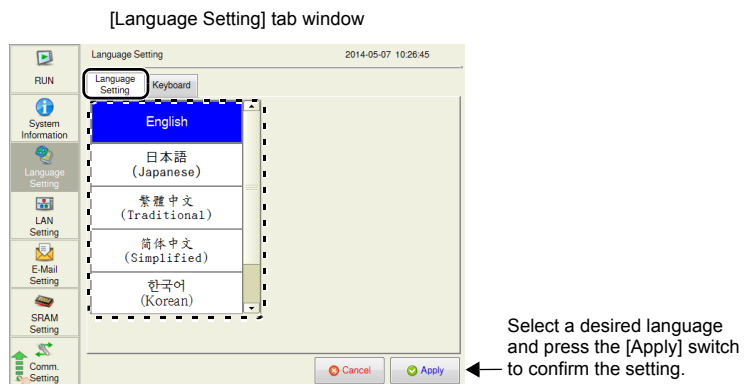 [Language Setting] tab window
Language Setting
2014-05-07 10:26:45
RUN
System
Information
Language
Setting
LAN
Setting
E-Mail
Setting
SRAM
Setting
Comm.
Setting
Language
Setting
Keyboard
English
日本語
(Japanese)
繁體中文
(Traditional)
简体中文
(Simplified)
한국어
(Korean)
Cancel
Apply
Select a desired language
and press the [Apply] switch
to confirm the setting.